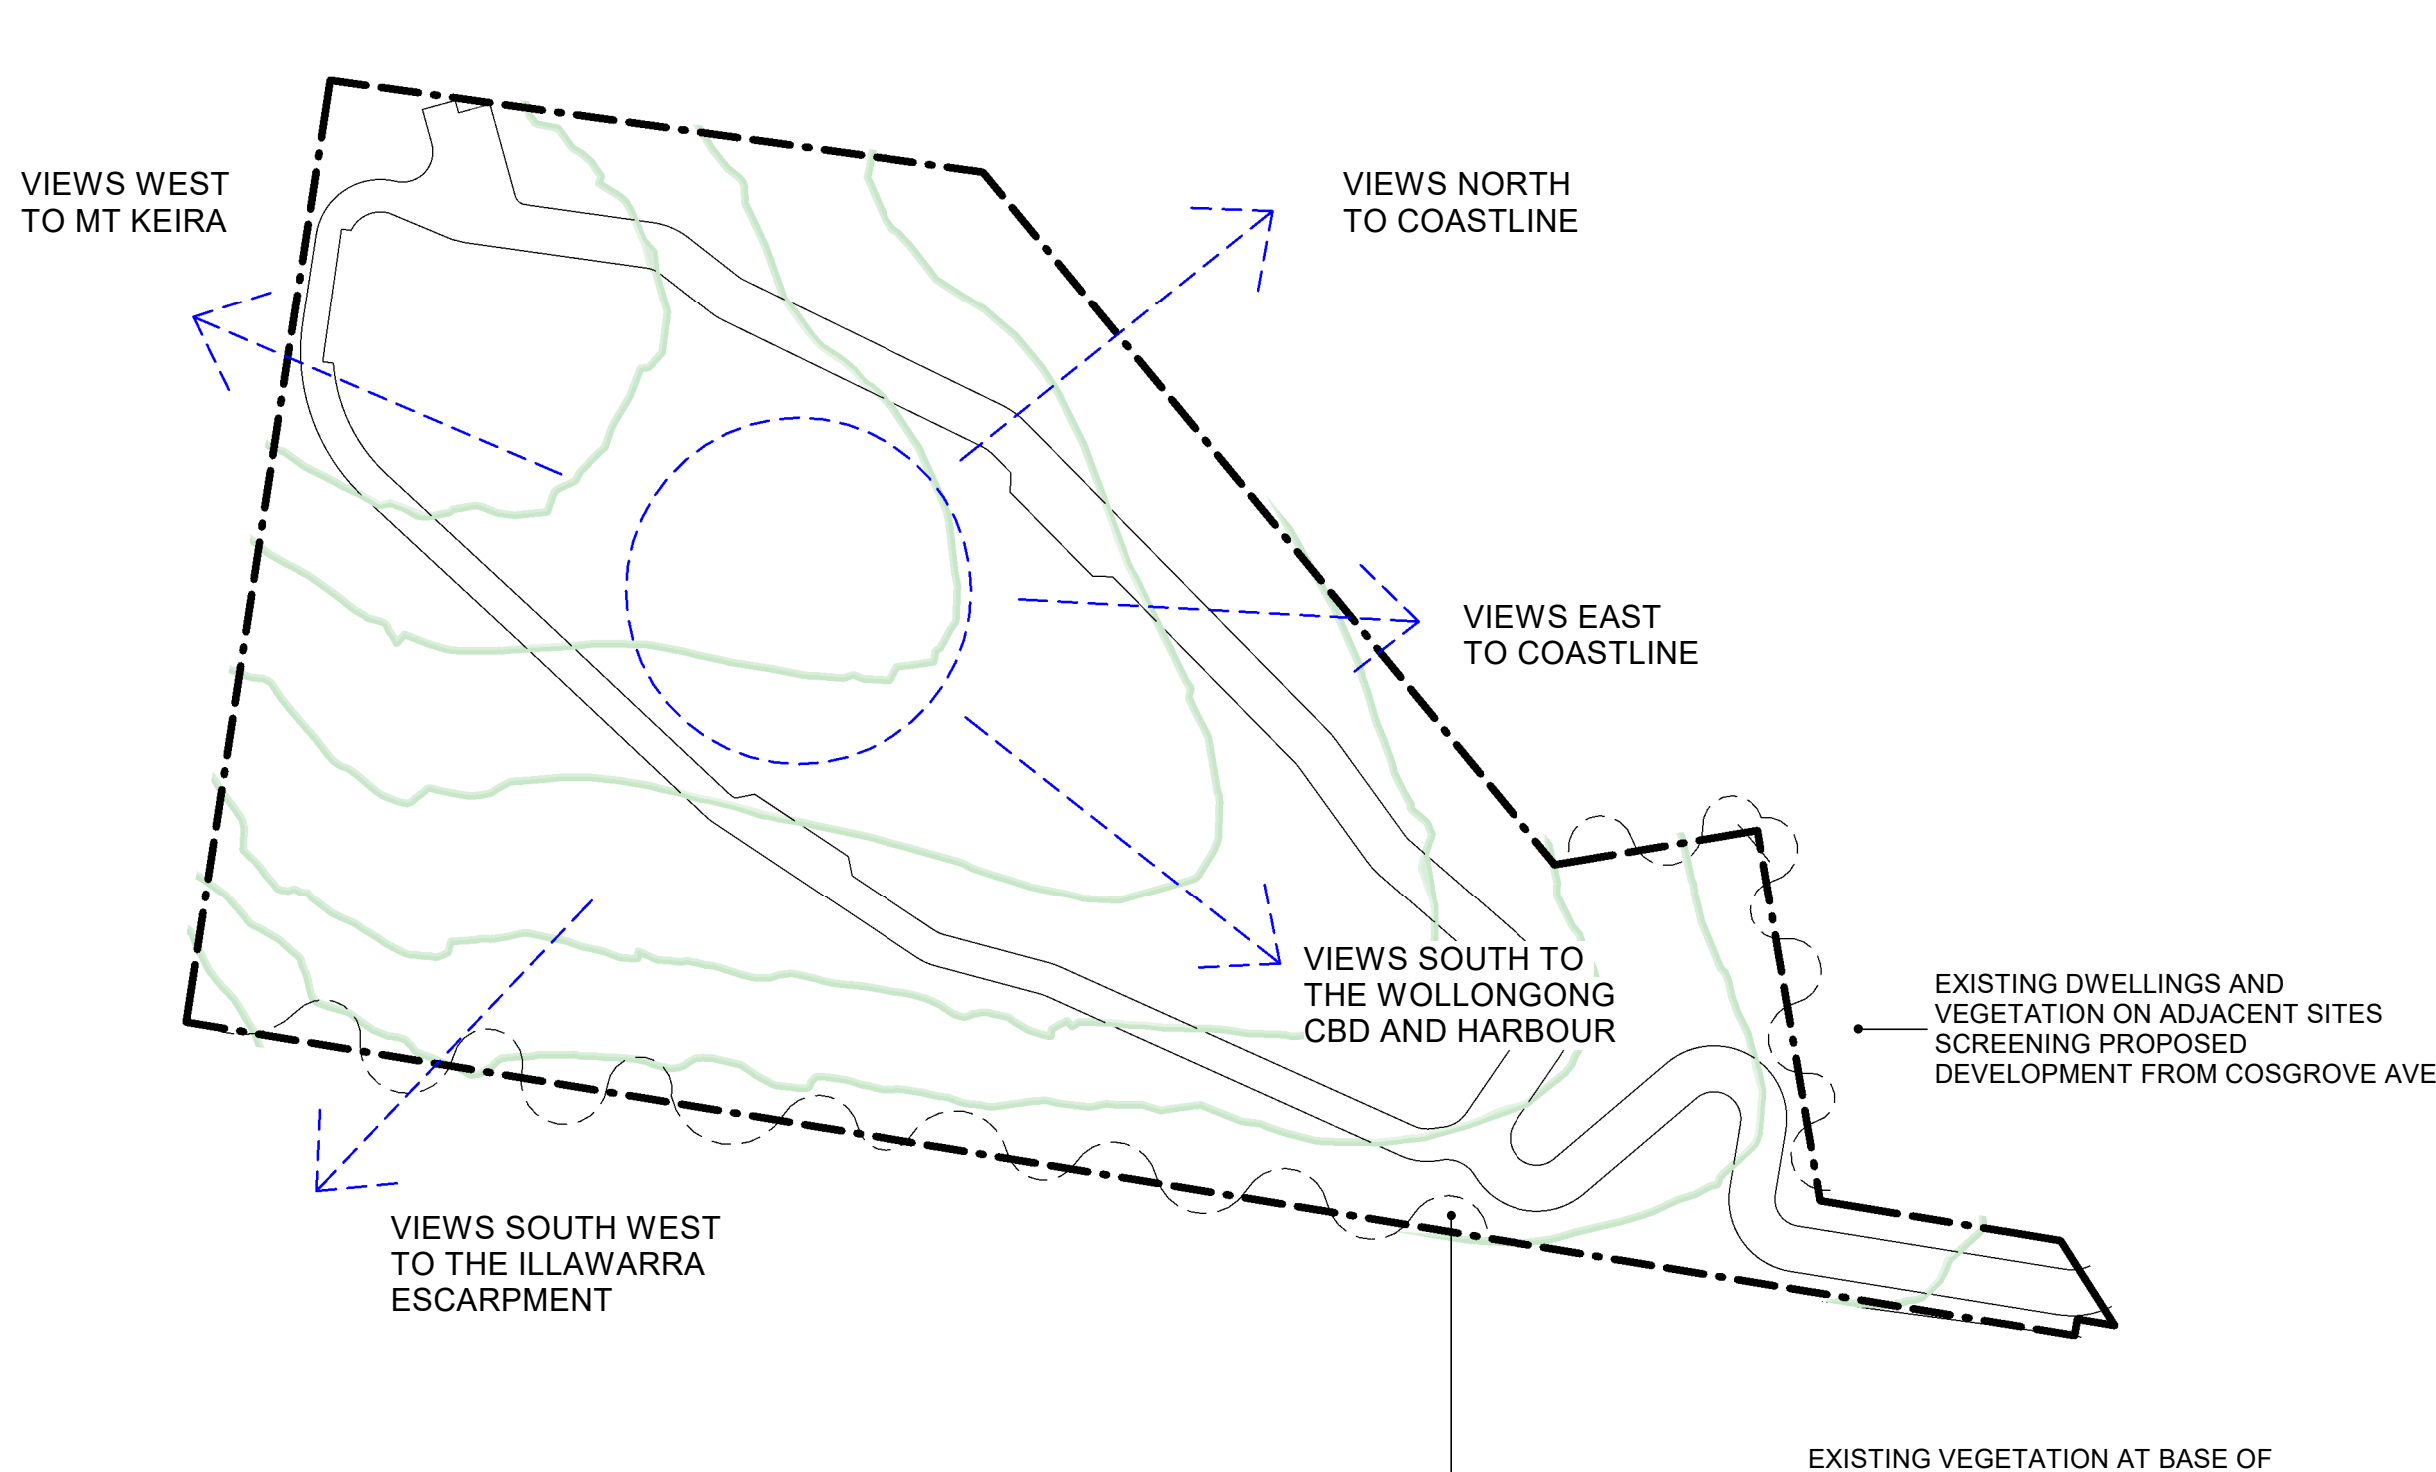 VIEWS WEST
TO MT KEIRA
VIEWS NORTH
TO COASTLINE
VIEWS EAST
TO COASTLINE
VIEWS SOUTH TO
THE WOLLONGONG
CBD AND HARBOUR
EXISTING DWELLINGS AND
VEGETATION ON ADJACENT SITES
SCREENING PROPOSED
DEVELOPMENT FROM COSGROVE AVE
VIEWS SOUTH WEST
TO THE ILLAWARRA
ESCARPMENT
EXISTING VEGETATION AT BASE OF